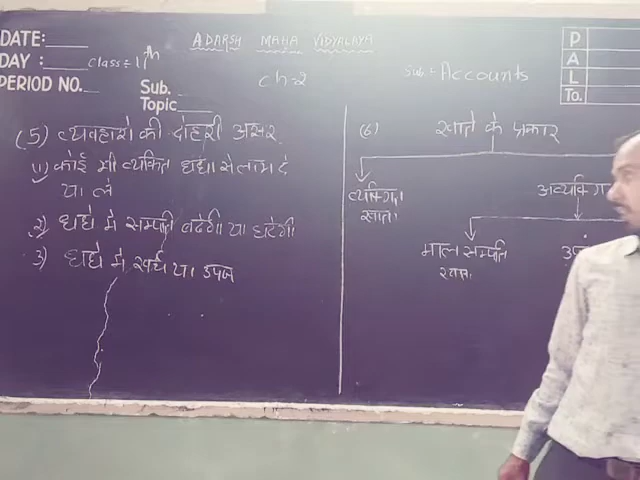 DATE:
DAY :
PERIOD NO.
Class÷ 11th
ADARSH MAHA VIDYALAYA
Sub.
Topic
ch-2
Sub÷ Accounts
P
A
L
To.
(5) व्यवहारो की दोहरी असर
1) कोई भी व्यकित धंधा से लाभ दे
या ले
2) धंधे मे सम्पति बढेगी या घटेगी
3) धंधे मे खर्च या उपज
(6) खाते के प्रकार
व्यकिगत
खाता
अव्यकिग
माल सम्पति
खाता
उप